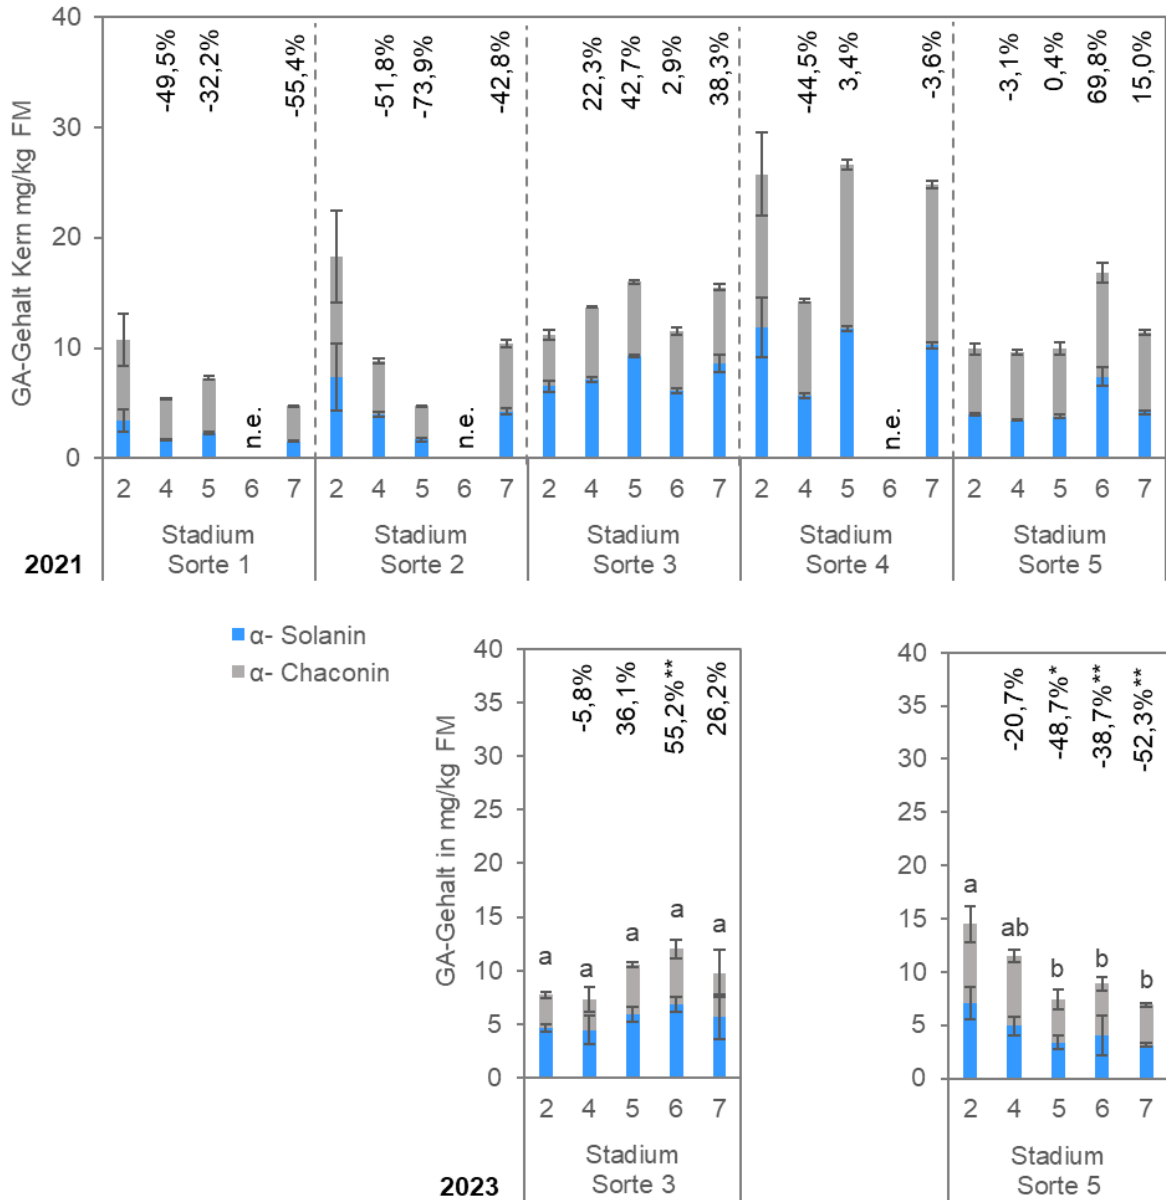 GA-Gehalt Kern mg/kg FM
40
30
20
10
0
-49,5% -32,2% -55,4% -51,8% -73,9% -42,8% 22,3% 42,7% 2,9% 38,3% -44,5% 3,4% -3,6% -3,1% 0,4% 69,8% 15,0%
n.e. n.e. n.e.
2 4 5 6 7 2 4 5 6 7 2 4 5 6 7 2 4 5 6 7 2 4 5 6 7
Stadium Stadium Stadium Stadium Stadium
2021 Sorte 1 Sorte 2 Sorte 3 Sorte 4 Sorte 5
α- Solanin
α- Chaconin
GA-Gehalt in mg/kg FM
40
35
30
25
20
15
10
5
0
-5,8% 36,1% 55,2%** 26,2%
a a a a a
2 4 5 6 7
Stadium
2023 Sorte 3
40
35
30
25
20
15
10
5
0
-20,7% -48,7%* -38,7%** -52,3%**
a ab b b b
2 4 5 6 7
Stadium
Sorte 5